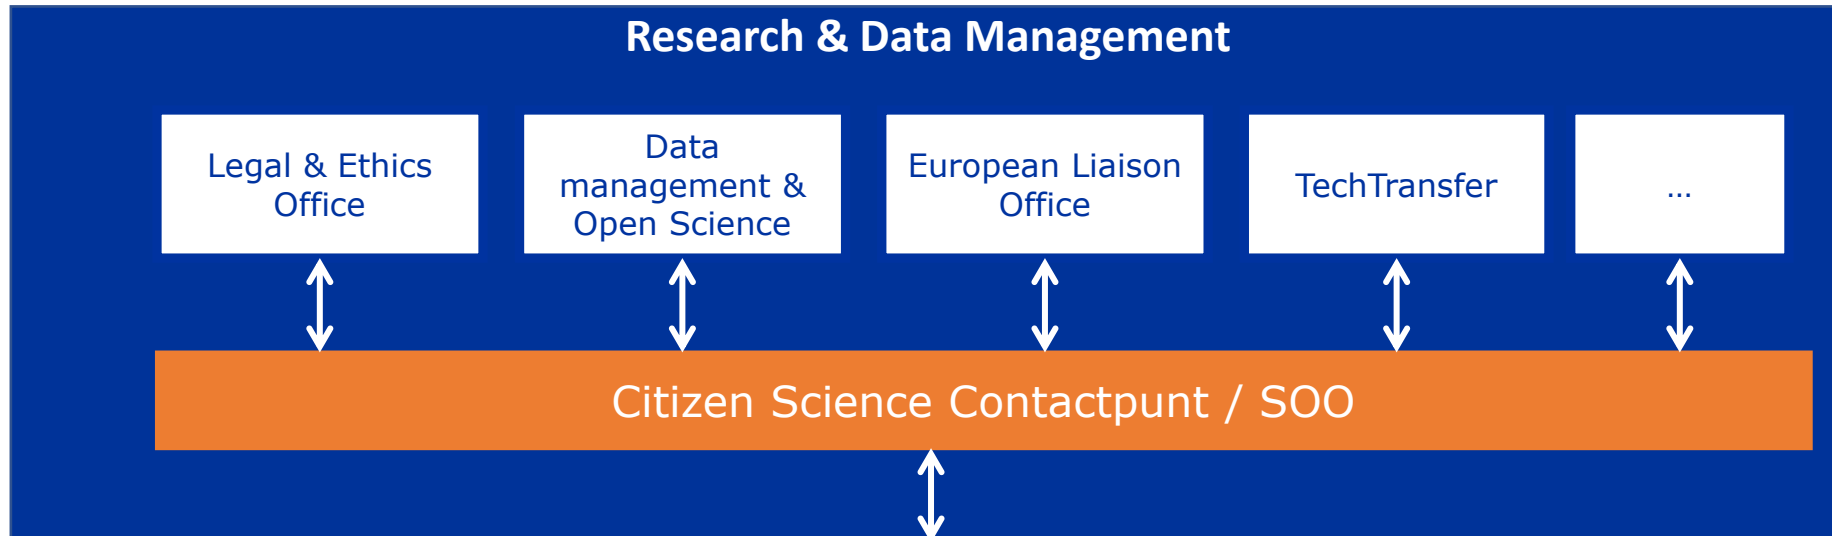 Research & Data Management
Legal & Ethics
Office
Data
management &
Open Science
European Liaison
Office
TechTransfer
...
Citizen Science Contactpunt / SOO